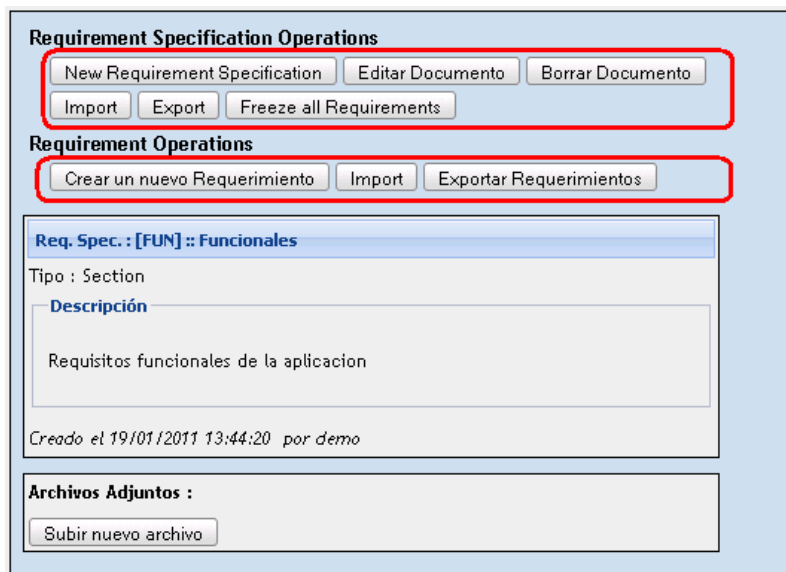 Requirement Specification Operations
New Requirement Specification Editar Documento Borrar Documento
Import Export Freeze all Requirements
Requirement Operations
Crear un nuevo Requerimiento Import Exportar Requerimientos
Req. Spec. : [FUN] :: Funcionales
Tipo : Section
Descripción
Requisitos funcionales de la aplicacion
Creado el 19/01/2011 13:44:20 por demo
Archivos Adjuntos :
Subir nuevo archivo